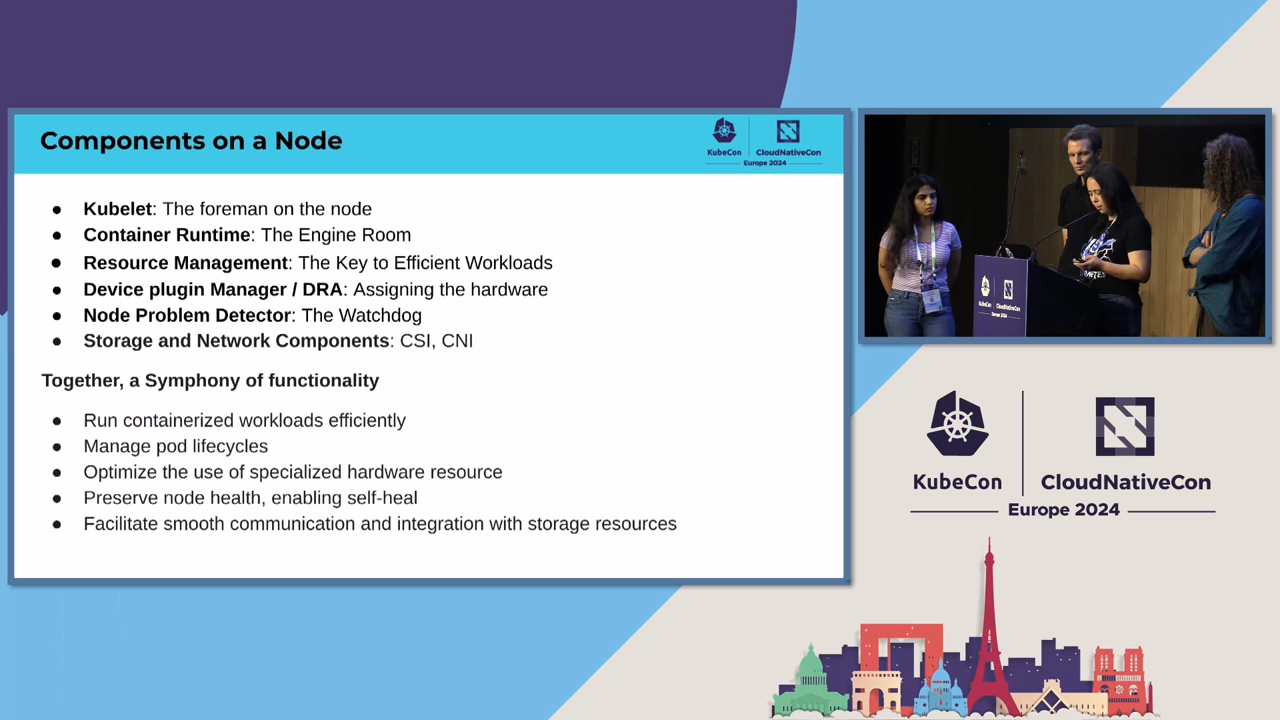 Components on a Node
KubeCon
CloudNativeCon
Europe 2024
● Kubelet: The foreman on the node
● Container Runtime: The Engine Room
● Resource Management: The Key to Efficient Workloads
● Device plugin Manager / DRA: Assigning the hardware
● Node Problem Detector: The Watchdog
● Storage and Network Components: CSI, CNI
Together, a Symphony of functionality
● Run containerized workloads efficiently
● Manage pod lifecycles
● Optimize the use of specialized hardware resource
● Preserve node health, enabling self-heal
● Facilitate smooth communication and integration with storage resources
KubeCon
CloudNativeCon
Europe 2024